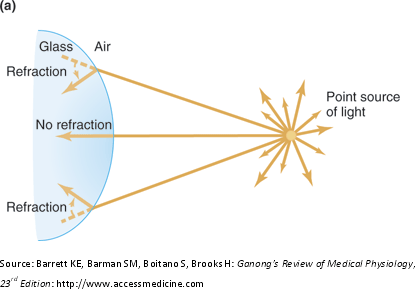 (a)
Glass Air
Refraction
No refraction
Point source
of light
Refraction
Source: Barrett KE, Barman SM, Boitano S, Brooks H: Ganong's Review of Medical Physiology,
23rd Edition: http://www.accessmedicine.com